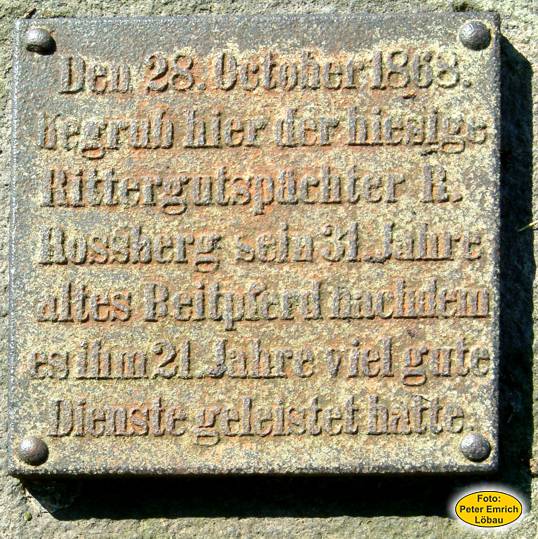 Den 28. October 1868.
begrub hier der hiesige
Rittergutspächter R.
Rossberg sein 31 Jahre
altes Reitpferd nachdem
es ihm 21 Jahre viel gute
Dienste geleistet hatte.
Foto:
Peter Emrich
Löbau